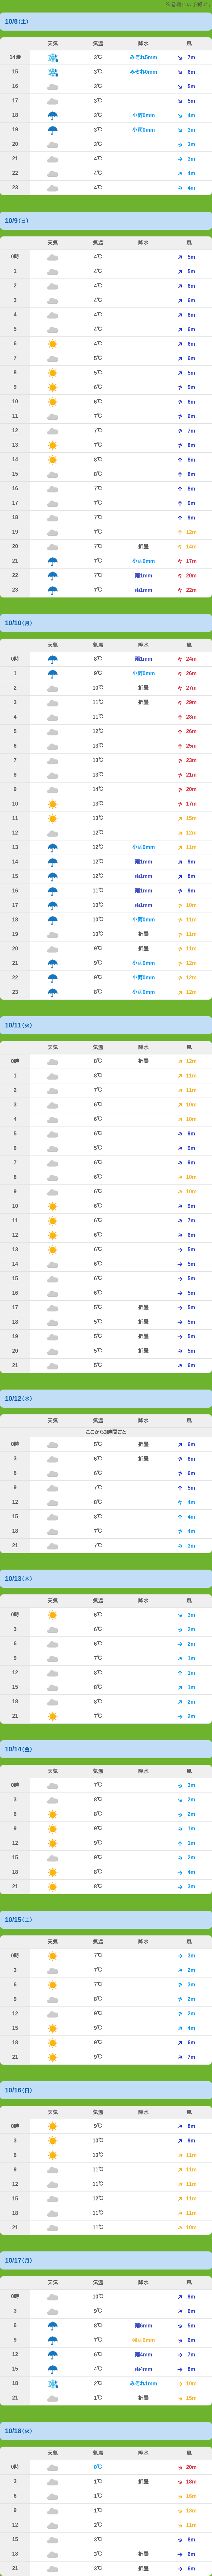 10/8(土)
天気 気温 降水 風
14時 3℃ みぞれ5mm 7m
15 3℃ みぞれ0mm 6m
16 3℃ 5m
17 3℃ 5m
18 3℃ 小雨0mm 4m
19 3℃ 小雨0mm 3m
20 3℃ 3m
21 4℃ 3m
22 4℃ 4m
23 4℃ 4m
10/9(日)
天気 気温 降水 風
0時 4℃ 5m
1 4℃ 5m
2 4℃ 6m
3 4℃ 6m
4 4℃ 6m
5 4℃ 6m
6 4℃ 6m
7 5℃ 6m
8 5℃ 5m
9 6℃ 5m
10 6℃ 6m
11 7℃ 6m
12 7℃ 7m
13 7℃ 8m
14 8℃ 8m
15 8℃ 8m
16 7℃ 8m
17 7℃ 9m
18 7℃ 9m
19 7℃ 12m
20 7℃ 折畳 14m
21 7℃ 小雨0mm 17m
22 7℃ 雨1mm 20m
23 7℃ 雨1mm 22m
10/10(月)
天気 気温 降水 風
0時 8℃ 雨1mm 24m
1 9℃ 小雨0mm 26m
2 10℃ 折畳 27m
3 11℃ 折畳 29m
4 11℃ 28m
5 12℃ 26m
6 13℃ 25m
7 13℃ 23m
8 13℃ 21m
9 14℃ 20m
10 13℃ 17m
11 13℃ 15m
12 12℃ 12m
13 12℃ 小雨0mm 11m
14 12℃ 雨1mm 9m
15 12℃ 雨1mm 8m
16 11℃ 雨1mm 9m
17 10℃ 雨1mm 10m
18 10℃ 小雨0mm 11m
19 10℃ 折畳 11m
20 9℃ 折畳 11m
21 9℃ 小雨0mm 12m
22 9℃ 小雨0mm 12m
23 8℃ 小雨0mm 12m
10/11(火)
天気 気温 降水 風
0時 8℃ 折畳 12m
1 8℃ 11m
2 7℃ 11m
3 6℃ 10m
4 6℃ 10m
5 6℃ 9m
6 5℃ 9m
7 6℃ 9m
8 6℃ 10m
9 6℃ 10m
10 6℃ 9m
11 6℃ 7m
12 6℃ 6m
13 6℃ 5m
14 6℃ 5m
15 6℃ 5m
16 6℃ 5m
17 5℃ 折畳 5m
18 5℃ 折畳 5m
19 5℃ 折畳 5m
20 5℃ 折畳 5m
21 5℃ 6m
10/12(水)
天気 気温 降水 風
ここから3時間ごと
0時 5℃ 折畳 6m
3 6℃ 折畳 6m
6 6℃ 6m
9 7℃ 5m
12 8℃ 4m
15 8℃ 4m
18 7℃ 4m
21 7℃ 3m
10/13(木)
天気 気温 降水 風
0時 6℃ 3m
3 6℃ 2m
6 6℃ 2m
9 7℃ 1m
12 8℃ 1m
15 8℃ 1m
18 8℃ 2m
21 7℃ 2m
10/14(金)
天気 気温 降水 風
0時 7℃ 3m
3 8℃ 2m
6 8℃ 2m
9 9℃ 1m
12 9℃ 1m
15 9℃ 2m
18 8℃ 4m
21 8℃ 3m
10/15(土)
天気 気温 降水 風
0時 7℃ 3m
3 7℃ 2m
6 7℃ 3m
9 8℃ 2m
12 9℃ 2m
15 9℃ 4m
18 9℃ 6m
21 9℃ 7m
10/16(日)
天気 気温 降水 風
0時 9℃ 8m
3 10℃ 9m
6 10℃ 11m
9 11℃ 11m
12 11℃ 11m
15 12℃ 11m
18 11℃ 11m
21 11℃ 10m
10/17(月)
天気 気温 降水 風
0時 10℃ 9m
3 9℃ 6m
6 8℃ 雨6mm 5m
9 7℃ 強雨9mm 6m
12 6℃ 雨4mm 7m
15 4℃ 雨4mm 8m
18 2℃ みぞれ1mm 10m
21 1℃ 折畳 15m
10/18(火)
天気 気温 降水 風
0時 0℃ 20m
3 1℃ 折畳 18m
6 1℃ 16m
9 1℃ 13m
12 2℃ 11m
15 3℃ 8m
18 3℃ 折畳 6m
21 3℃ 折畳 6m